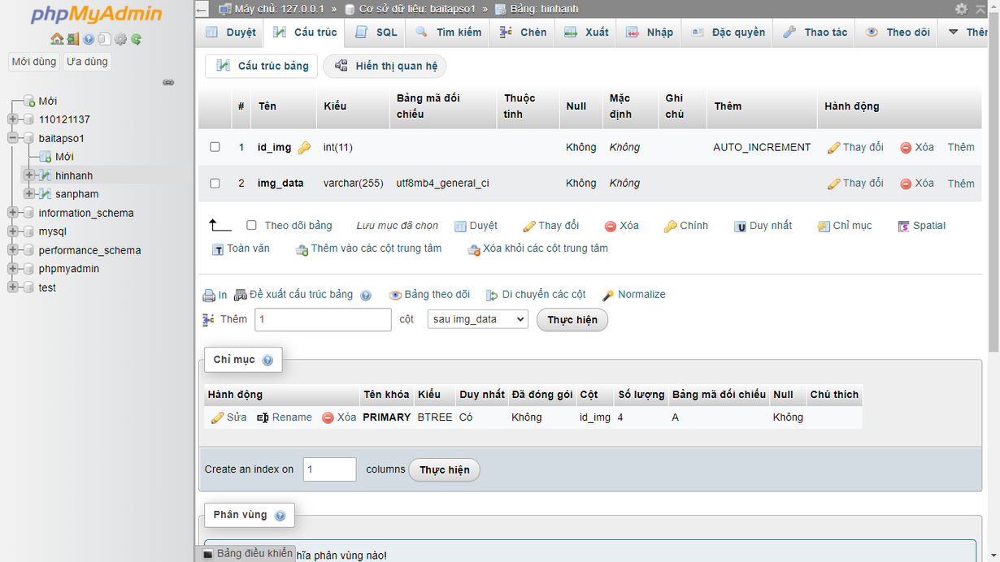 phpMyAdmin
Mới dùng Ưa dùng
Mới
110121137
baitapso1
Mới
hinhanh
sanpham
information_schema
mysql
performance_schema
phpmyadmin
test
Máy chủ: 127.0.0.1 » Cơ sở dữ liệu: baitapso1 » Bảng: hinhanh
Duyệt Cấu trúc SQL Tìm kiếm Chèn Xuất Nhập Đặc quyền Thao tác Theo dõi Thêm
Cấu trúc bảng Hiển thị quan hệ
# Tên Kiểu Bảng mã đối chiếu Thuộc tính Null Mặc định Ghi chú Thêm Hành động
1 id_img int(11) Không Không AUTO_INCREMENT Thay đổi Xóa Thêm
2 img_data varchar(255) utf8mb4_general_ci Không Không Thay đổi Xóa Thêm
Theo dõi bảng Lưu mục đã chọn Duyệt Thay đổi Xóa Chính Duy nhất Chỉ mục Spatial
Toàn văn Thêm vào các cột trung tâm Xóa khỏi các cột trung tâm
In Đề xuất cấu trúc bảng Bảng theo dõi Di chuyển các cột Normalize
Thêm 1 cột sau img_data Thực hiện
Chỉ mục
Hành động Tên khóa Kiểu Duy nhất Đã đóng gói Cột Số lượng Bảng mã đối chiếu Null Chú thích
Sửa Rename Xóa PRIMARY BTREE Có Không id_img 4 A Không
Create an index on 1 columns Thực hiện
Phân vùng
Bảng điều khiển hĩa phân vùng nào!